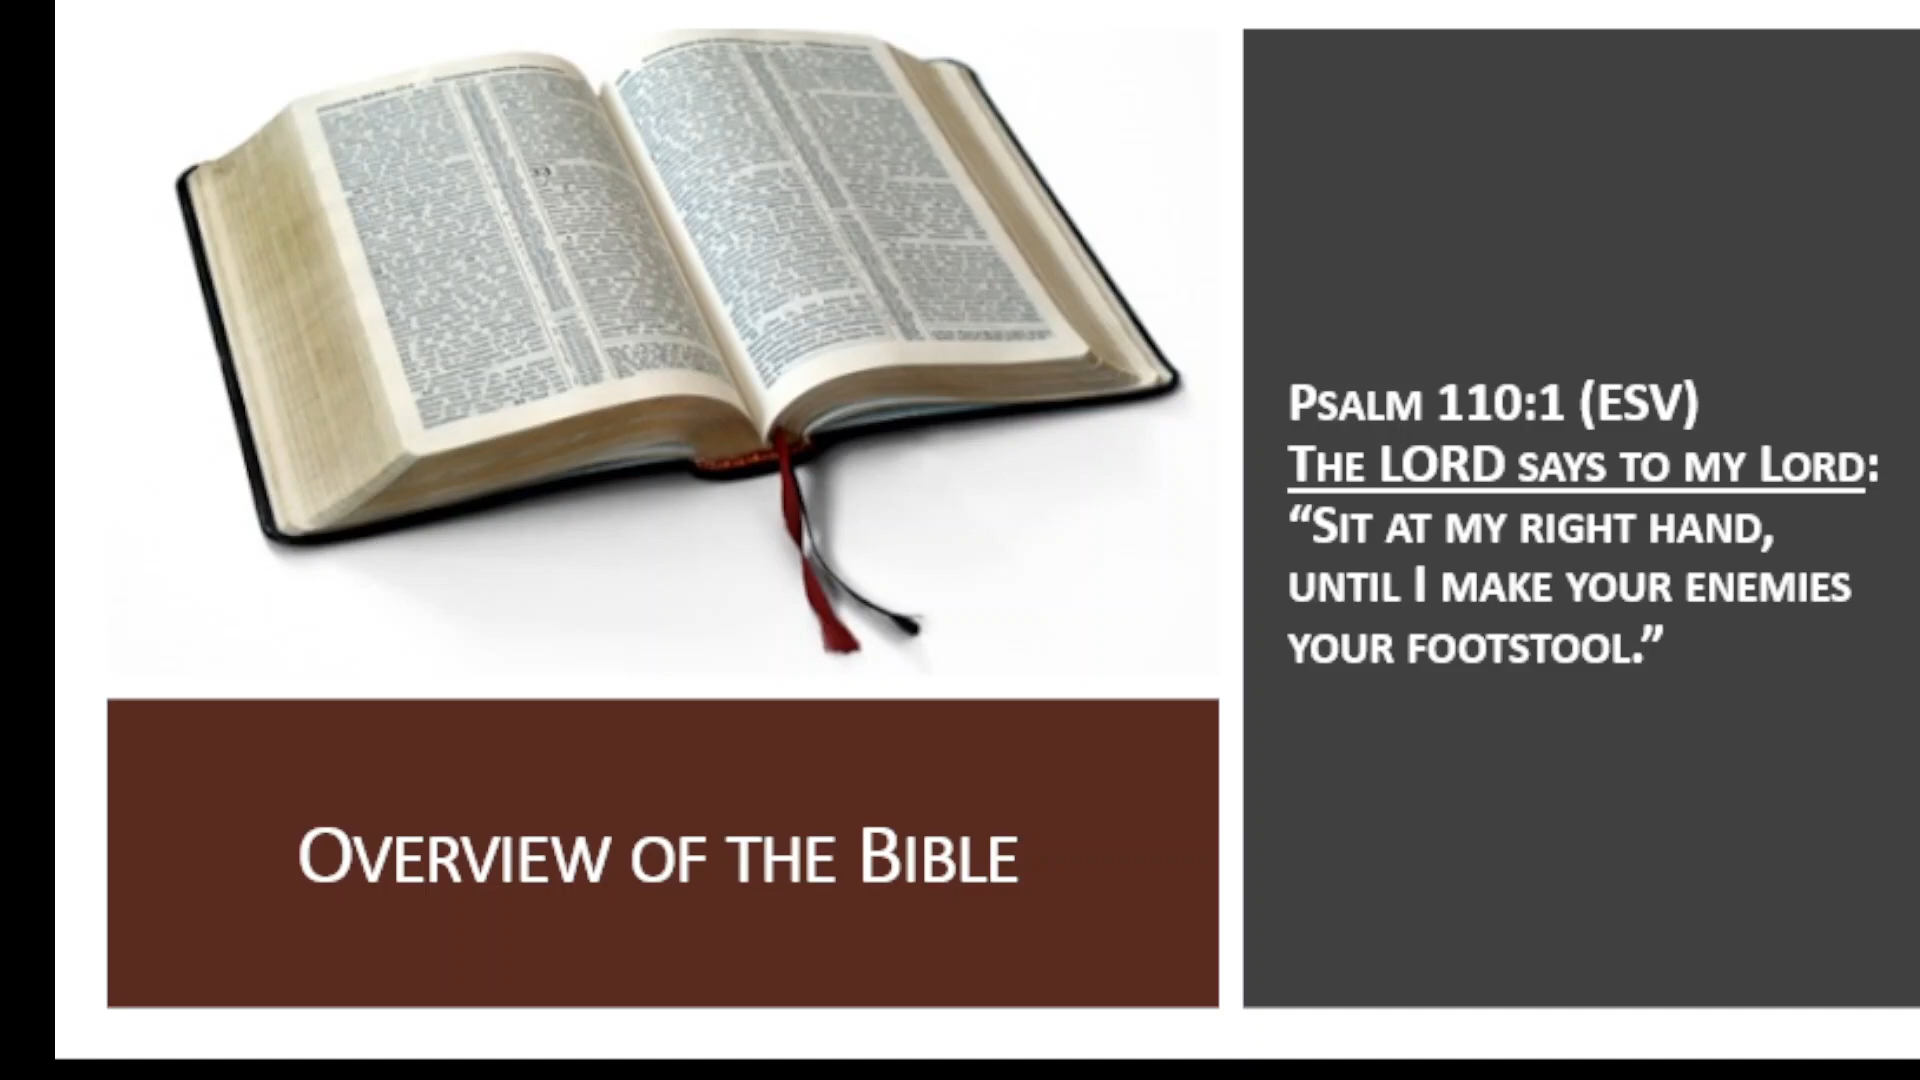 Psalm 110:1 (ESV)
The LORD says to my Lord:
“Sit at my right hand,
until I make your enemies
your footstool.”
Overview of the Bible